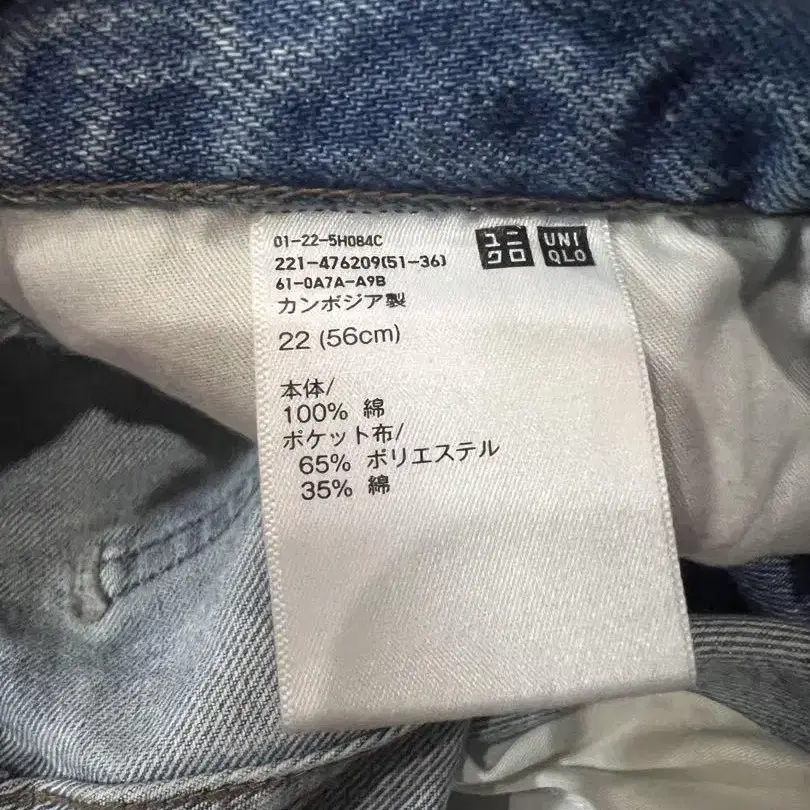 01-22-5H084C
221-476209(51-36)
61-0A7A-A9B
カンボジア製
ユニ
クロ
UNI
QLO
22 (56cm)
本体/
100% 綿
ポケット布/
65% ポリエステル
35% 綿